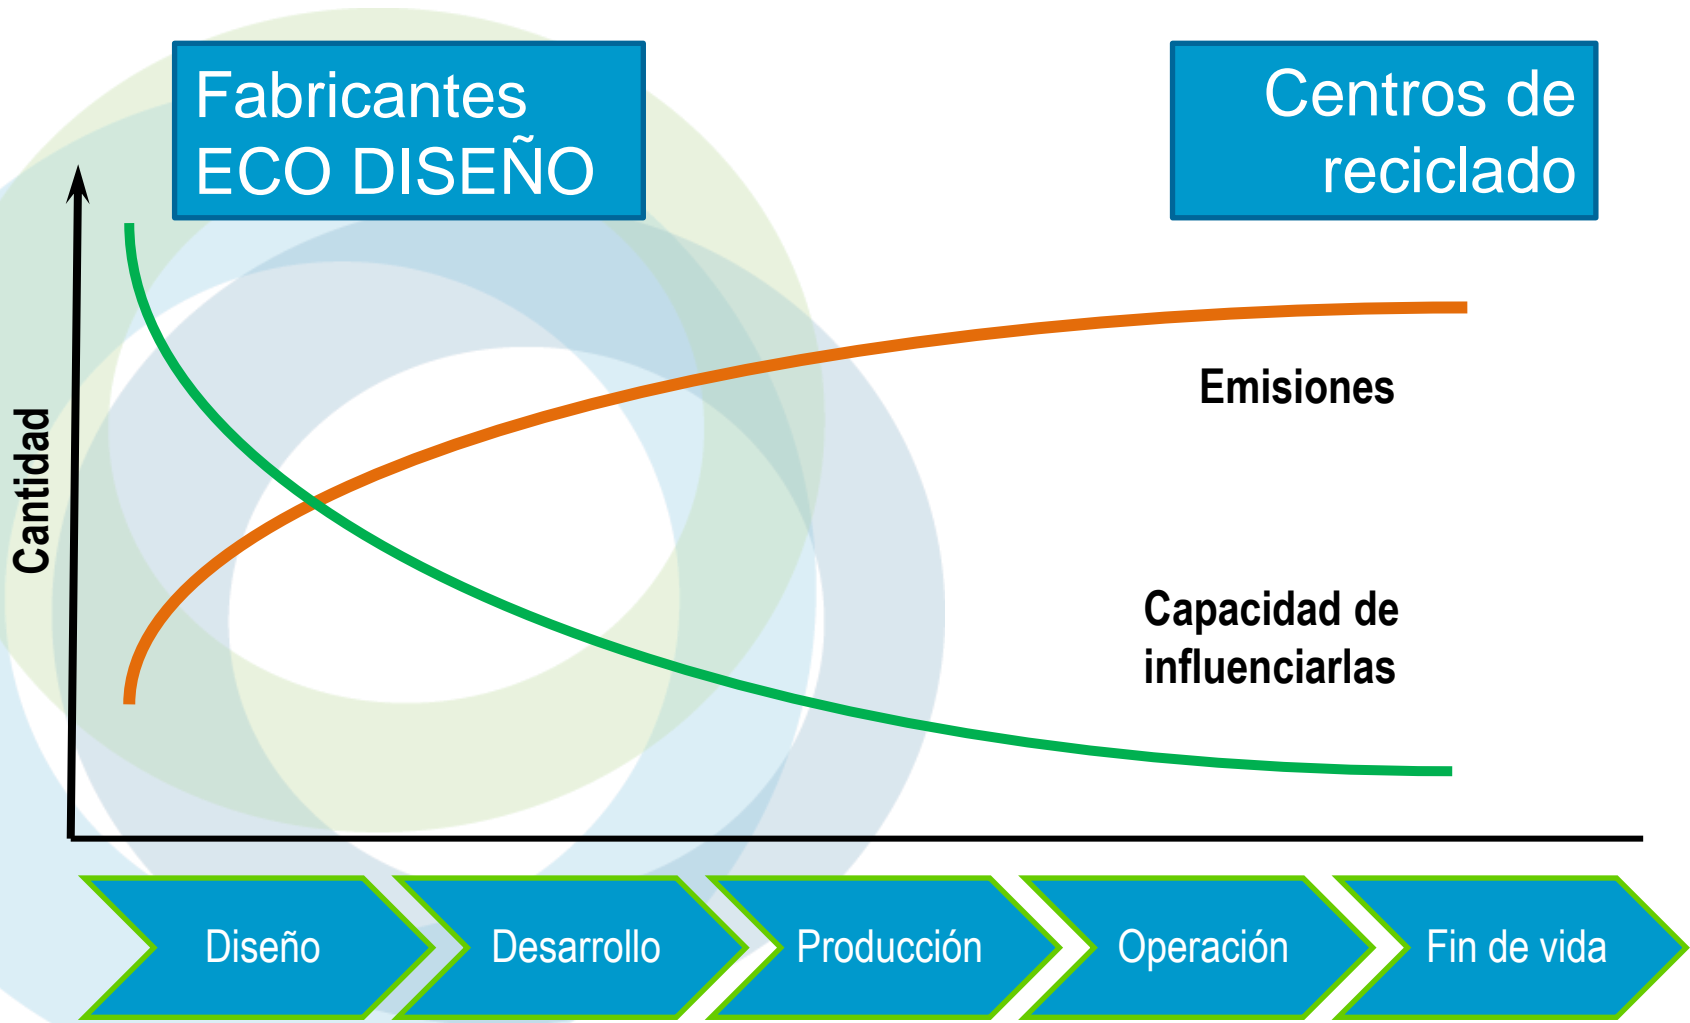 Fabricantes
ECO DISEÑO
Centros de
reciclado
Cantidad
Emisiones
Capacidad de
influenciarlas
Diseño
Desarrollo
Producción
Operación
Fin de vida